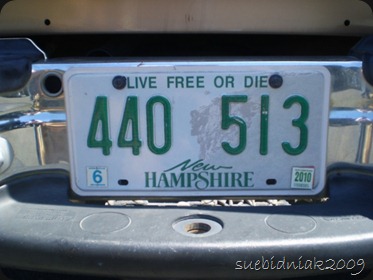 LIVE FREE OR DIE
440 513
New
HAMPSHIRE
6
2010
suebidniak2009